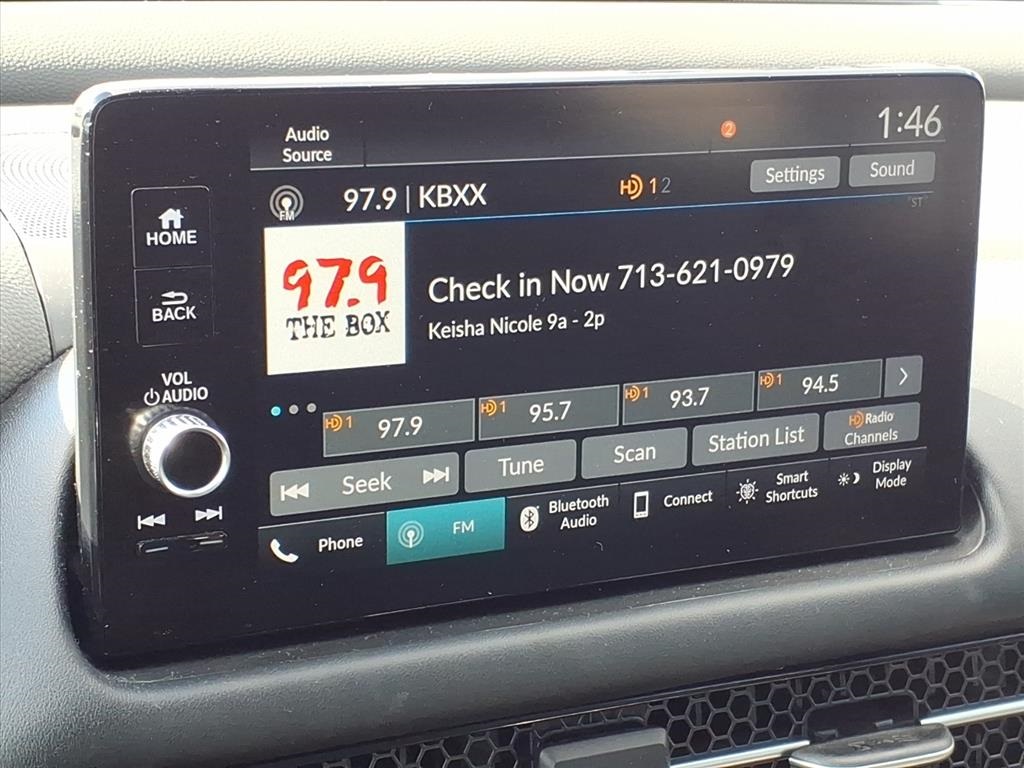 Audio
Source
2
1:46
FM
97.9 | KBXX
HD 1 2
Settings
Sound
ST
HOME
BACK
97.9
THE BOX
Check in Now 713-621-0979
Keisha Nicole 9a - 2p
VOL
AUDIO
HD 1 97.9
HD 1 95.7
HD 1 93.7
HD 1 94.5
Seek
Tune
Scan
Station List
HD Radio
Channels
Phone
FM
Bluetooth
Audio
Connect
Smart
Shortcuts
Display
Mode